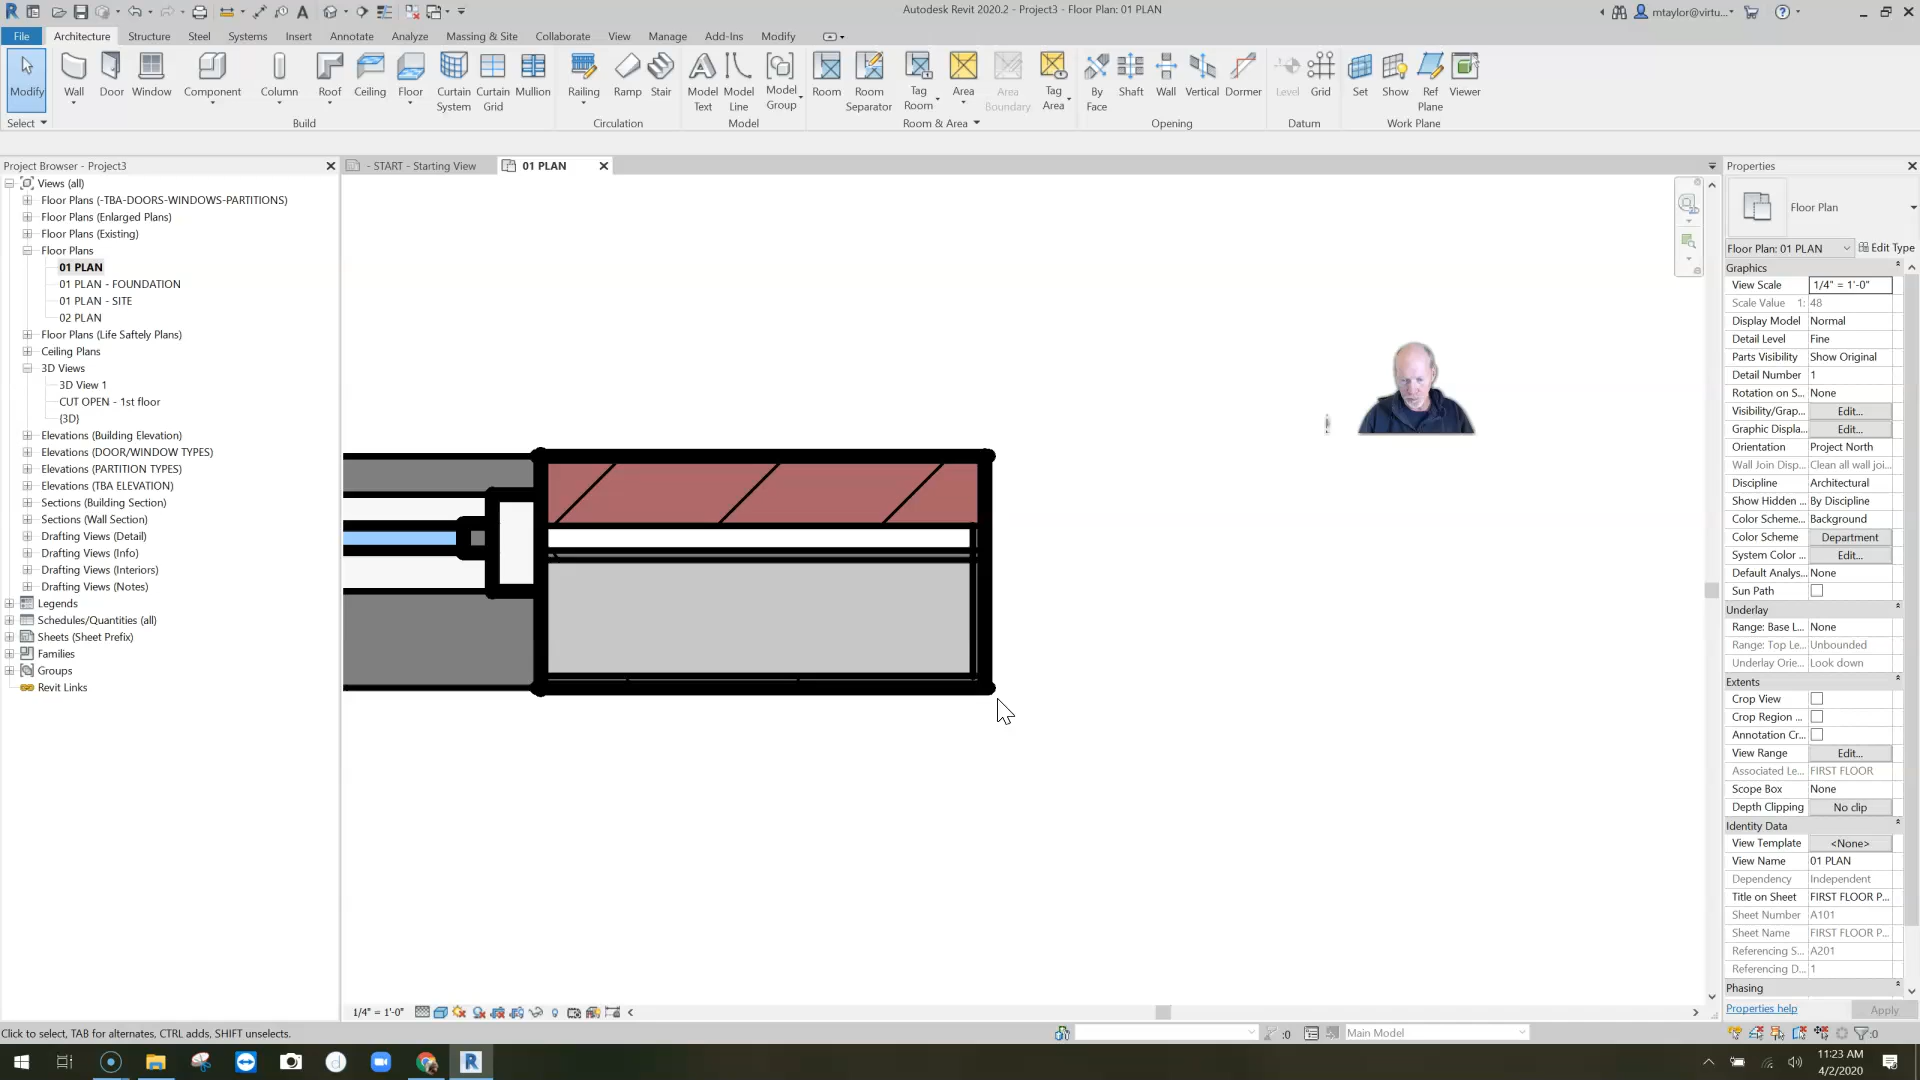 Autodesk Revit 2020.2 - Project3 - Floor Plan: 01 PLAN
mtaylor@virtu...
File Architecture Structure Steel Systems Insert Annotate Analyze Massing & Site Collaborate View Manage Add-Ins Modify
Modify Wall Door Window Component Column Roof Ceiling Floor Curtain System Curtain Grid Mullion Railing Ramp Stair Model Text Model Line Model Group Room Room Separator Tag Room Area Area Boundary Tag Area By Face Shaft Wall Vertical Dormer Level Grid Set Show Ref Plane Viewer
Select Build Circulation Model Room & Area Opening Datum Work Plane
Project Browser - Project3
- START - Starting View
01 PLAN
Views (all)
Floor Plans (-TBA-DOORS-WINDOWS-PARTITIONS)
Floor Plans (Enlarged Plans)
Floor Plans (Existing)
Floor Plans
01 PLAN
01 PLAN - FOUNDATION
01 PLAN - SITE
02 PLAN
Floor Plans (Life Saftely Plans)
Ceiling Plans
3D Views
3D View 1
CUT OPEN - 1st floor
{3D}
Elevations (Building Elevation)
Elevations (DOOR/WINDOW TYPES)
Elevations (PARTITION TYPES)
Elevations (TBA ELEVATION)
Sections (Building Section)
Sections (Wall Section)
Drafting Views (Detail)
Drafting Views (Info)
Drafting Views (Interiors)
Drafting Views (Notes)
Legends
Schedules/Quantities (all)
Sheets (Sheet Prefix)
Families
Groups
Revit Links
Properties
Floor Plan
Floor Plan: 01 PLAN Edit Type
Graphics
View Scale 1/4" = 1'-0"
Scale Value 1: 48
Display Model Normal
Detail Level Fine
Parts Visibility Show Original
Detail Number 1
Rotation on S... None
Visibility/Grap... Edit...
Graphic Displa... Edit...
Orientation Project North
Wall Join Disp... Clean all wall joi...
Discipline Architectural
Show Hidden ... By Discipline
Color Scheme... Background
Color Scheme Department
System Color ... Edit...
Default Analys... None
Sun Path
Underlay
Range: Base L... None
Range: Top Le... Unbounded
Underlay Orie... Look down
Extents
Crop View
Crop Region ...
Annotation Cr...
View Range Edit...
Associated Le... FIRST FLOOR
Scope Box None
Depth Clipping No clip
Identity Data
View Template <None>
View Name 01 PLAN
Dependency Independent
Title on Sheet FIRST FLOOR P...
Sheet Number A101
Sheet Name FIRST FLOOR P...
Referencing S... A201
Referencing D... 1
Phasing
Properties help Apply
1/4" = 1'-0"
Click to select, TAB for alternates, CTRL adds, SHIFT unselects.
:0
Main Model
:0
11:23 AM
4/2/2020